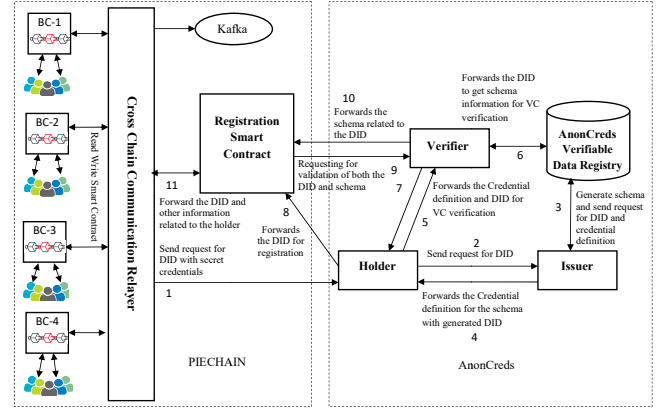 BC-1
BC-2
BC-3
BC-4
Read Write Smart Contract
Cross Chain Communication Relayer
Kafka
Registration
Smart
Contract
11
Forward the DID and
other information
related to the holder
Send request for
DID with secret
credentials
1
8
Forwards
the DID for
registration
PIECHAIN
10
Forwards the
schema related to
the DID
9
Requesting for
validation of both the
DID and schema
Verifier
Forwards the DID
to get schema
information for VC
verification
6
AnonCreds
Verifiable
Data Registry
7
5
Forwards the Credential
definition and DID for
VC verification
3
Generate schema
and send request
for DID and
credential
definition
Holder
2
Send request for DID
Issuer
Forwards the Credential
definition for the schema
with generated DID
4
AnonCreds